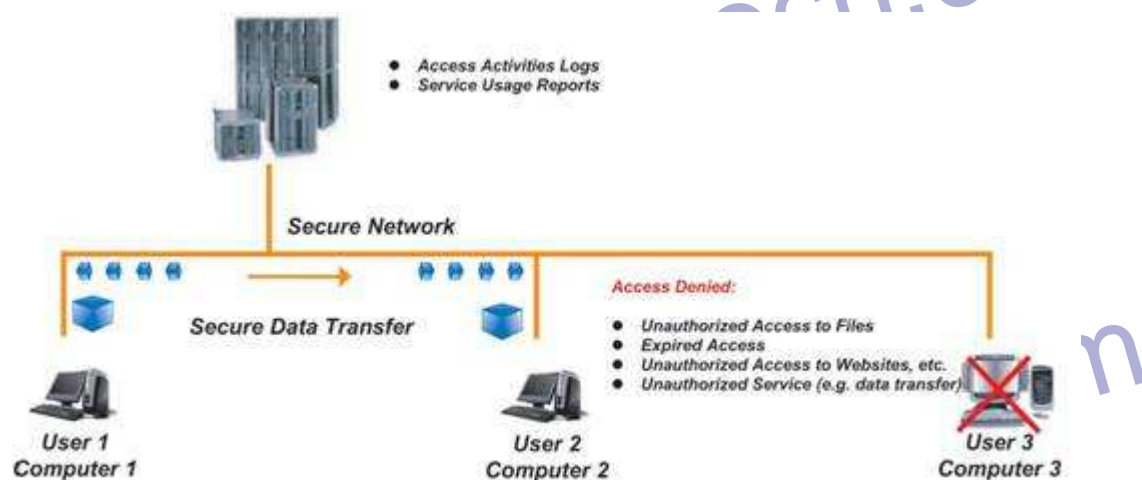 Access Activities Logs
Service Usage Reports
Secure Network
Secure Data Transfer
Access Denied:
Unauthorized Access to Files
Expired Access
Unauthorized Access to Websites, etc.
Unauthorized Service (e.g. data transfer)
User 1
Computer 1
User 2
Computer 2
User 3
Computer 3